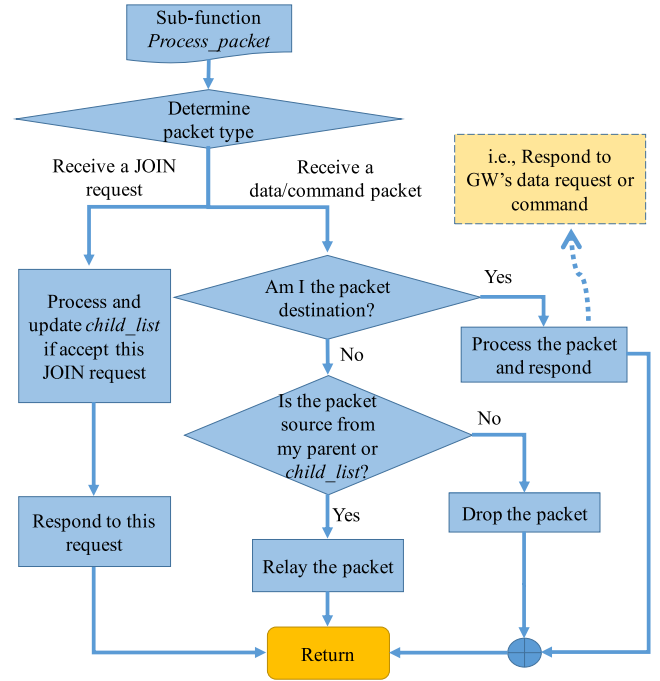 Sub-function
Process_packet
Determine
packet type
Receive a JOIN
request
Receive a
data/command packet
i.e., Respond to
GW's data request or
command
Process and
update child_list
if accept this
JOIN request
Am I the packet
destination?
Yes
Process the packet
and respond
No
Is the packet
source from
my parent or
child_list?
No
Respond to this
request
Yes
Drop the packet
Relay the packet
Return